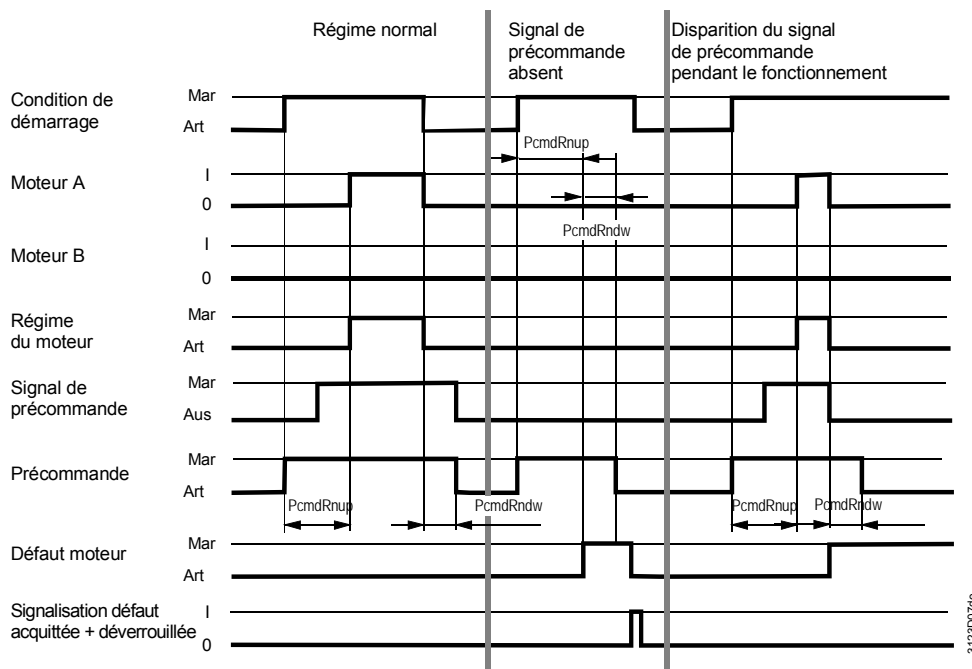 Régime normal
Signal de
précommande
absent
Disparition du signal
de précommande
pendant le fonctionnement
Condition de
démarrage
Mar
Art
PcmdRnup
Moteur A
I
0
PcmdRndw
Moteur B
I
0
Régime
du moteur
Mar
Art
Signal de
précommande
Mar
Aus
Précommande
Mar
Art
PcmdRnup
PcmdRndw
PcmdRnup
PcmdRndw
Défaut moteur
Mar
Art
Signalisation défaut
acquittée + déverrouillée
I
0
3123D07de